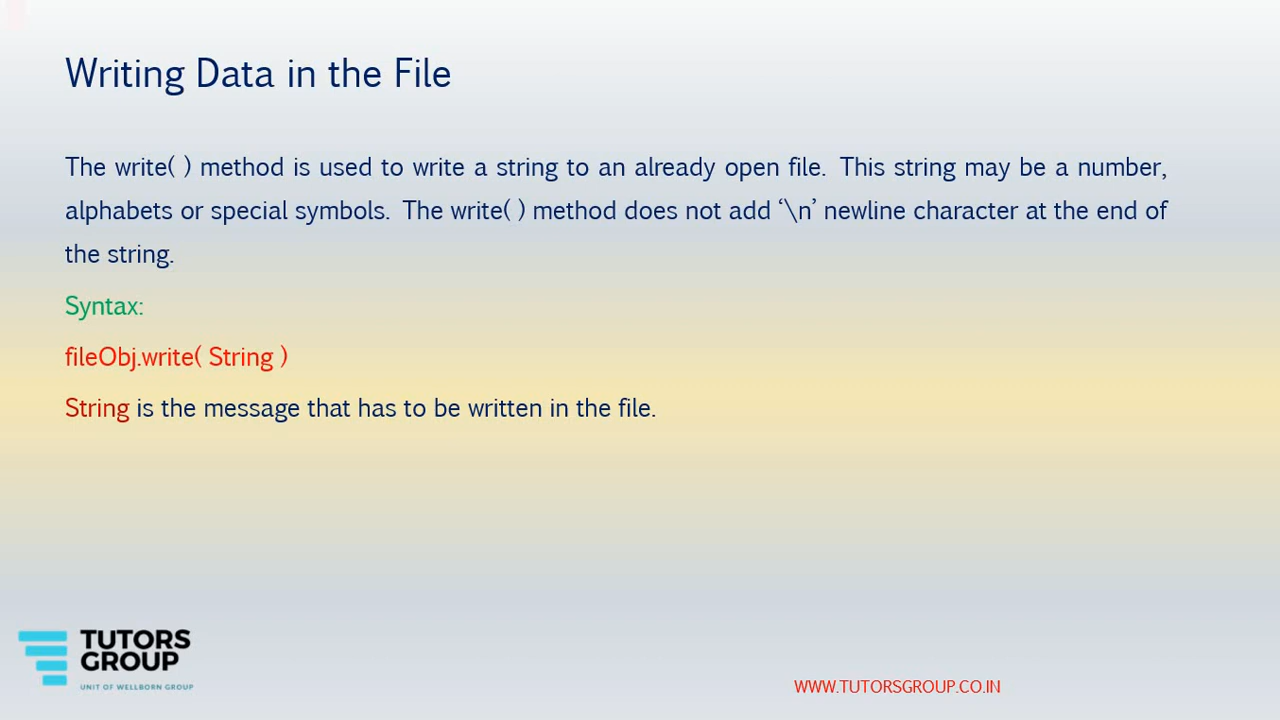 Writing Data in the File
The write( ) method is used to write a string to an already open file. This string may be a number,
alphabets or special symbols. The write( ) method does not add ‘\n’ newline character at the end of
the string.
Syntax:
fileObj.write( String )
String is the message that has to be written in the file.
TUTORS
GROUP
UNIT OF WELLBORN GROUP
WWW.TUTORSGROUP.CO.IN